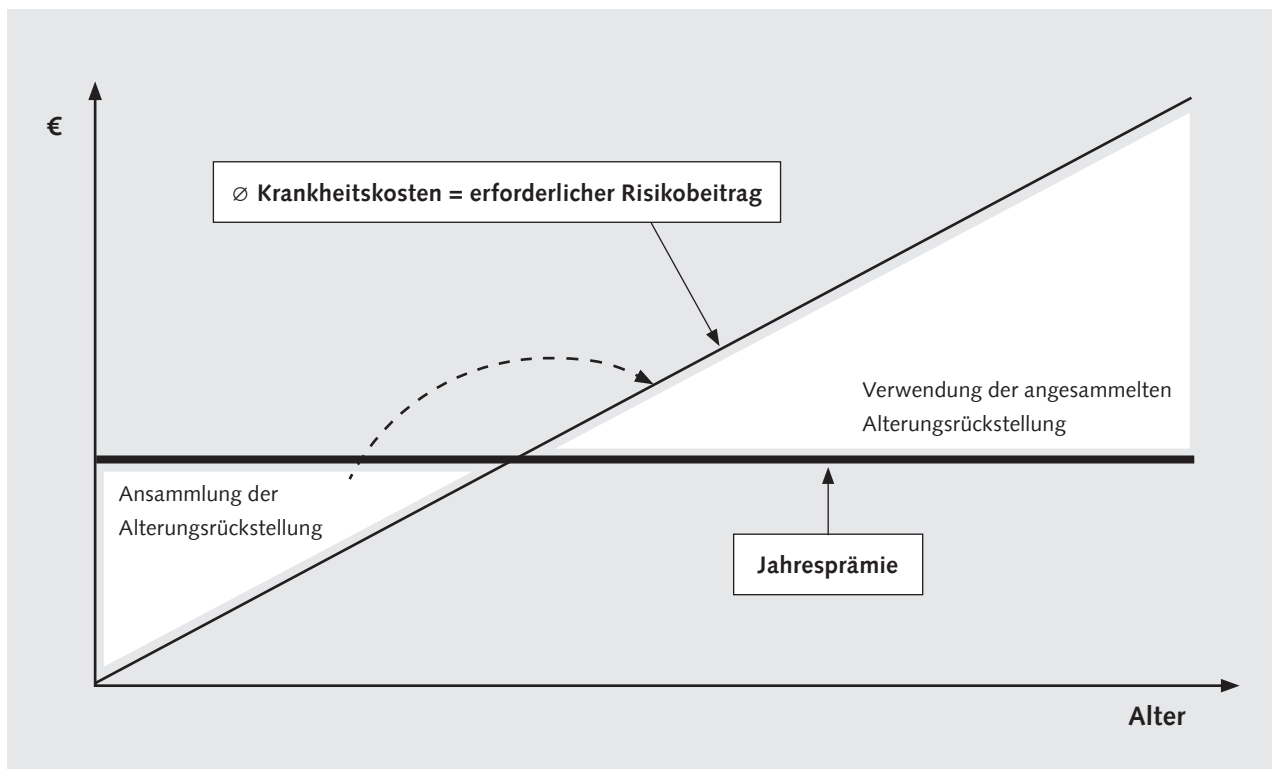 €
∅ Krankheitskosten = erforderlicher Risikobeitrag
Verwendung der angesammelten
Alterungsrückstellung
Ansammlung der
Alterungsrückstellung
Jahresprämie
Alter